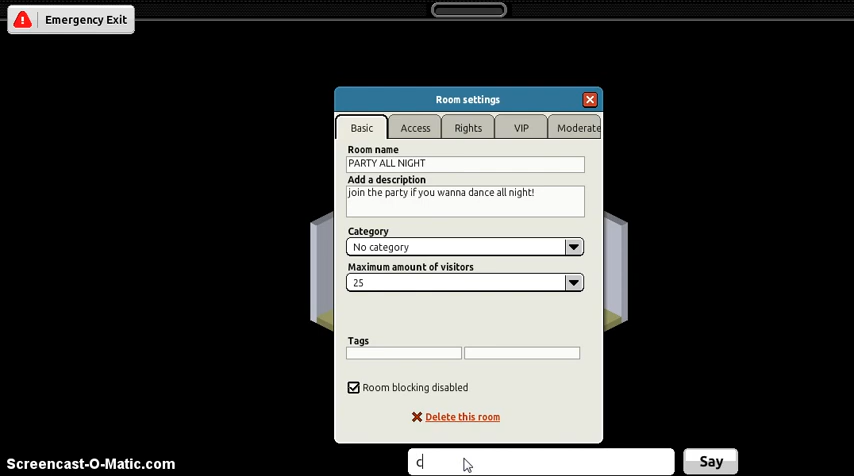 Emergency Exit
Room settings
Basic Access Rights VIP Moderate
Room name
PARTY ALL NIGHT
Add a description
join the party if you wanna dance all night!
Category
No category
Maximum amount of visitors
25
Tags
Room blocking disabled
Delete this room
c Say
Screencast-O-Matic.com